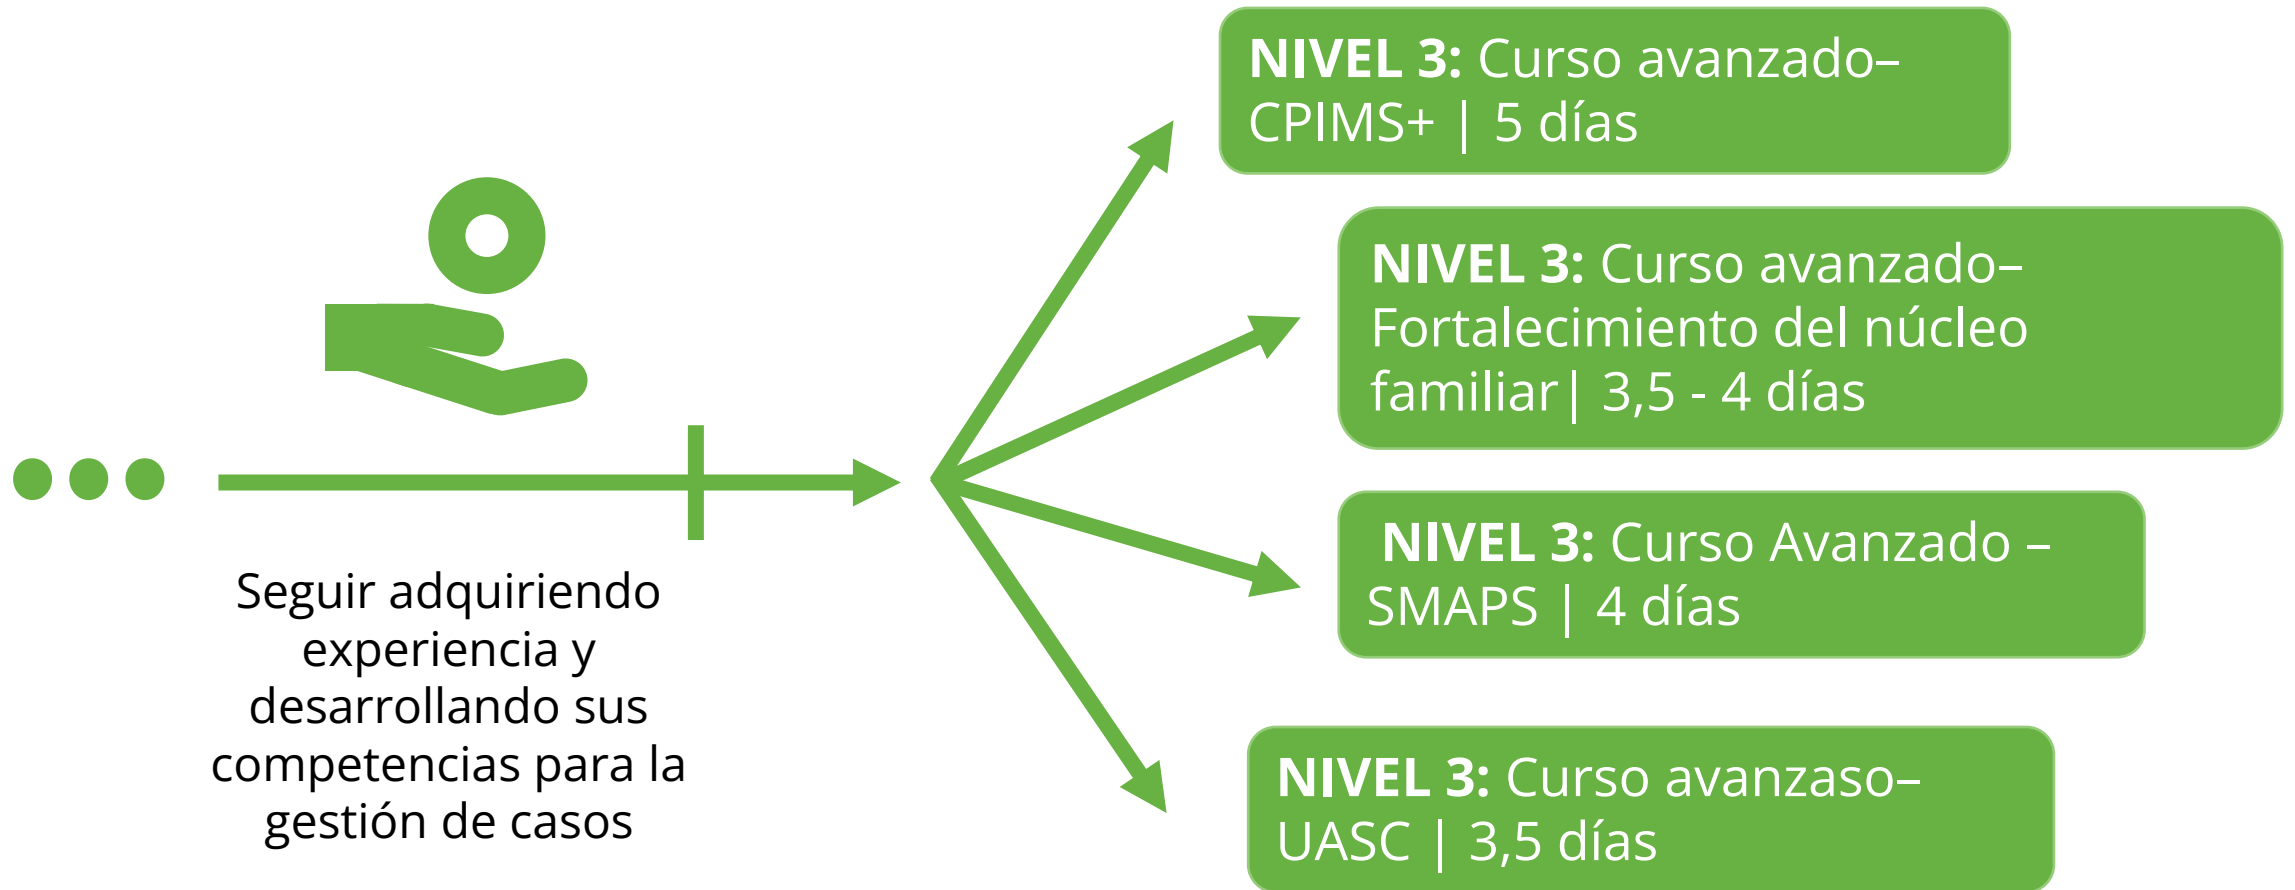 NIVEL 3: Curso avanzado–
CPIMS+ | 5 días
NIVEL 3: Curso avanzado–
Fortalecimiento del núcleo
familiar| 3,5 - 4 días
NIVEL 3: Curso Avanzado –
SMAPS | 4 días
NIVEL 3: Curso avanzaso–
UASC | 3,5 días
Seguir adquiriendo
experiencia y
desarrollando sus
competencias para la
gestión de casos